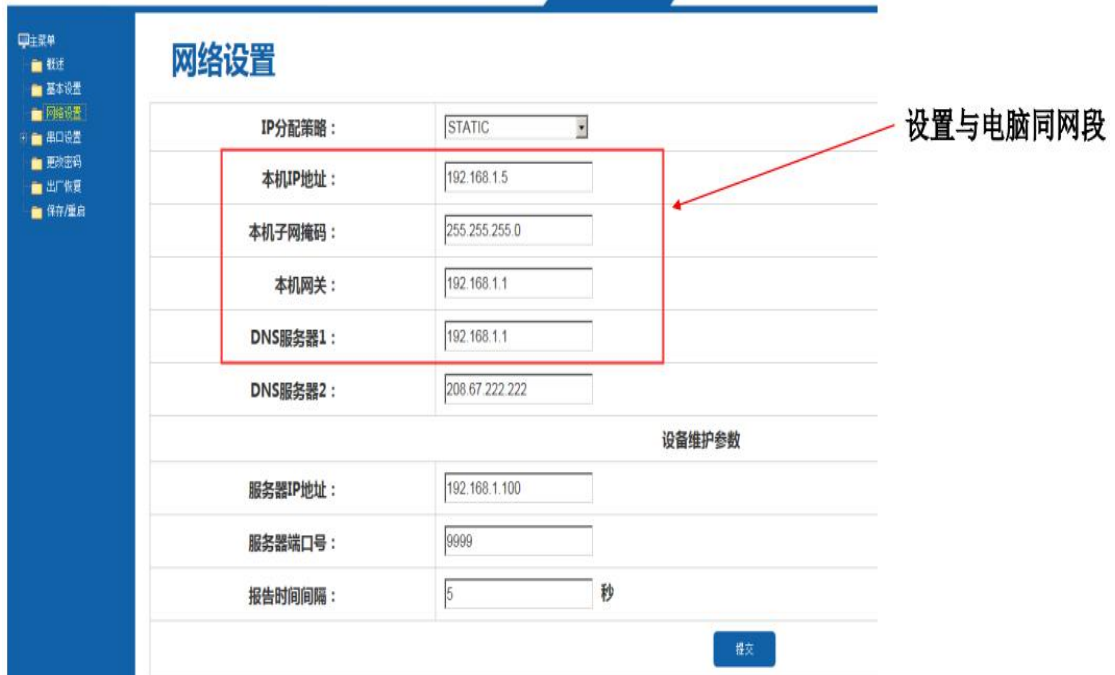 主菜单
概述
基本设置
网络设置
串口设置
更改密码
出厂恢复
保存/重启
网络设置
IP分配策略： STATIC
本机IP地址： 192.168.1.5
本机子网掩码： 255.255.255.0
本机网关： 192.168.1.1
DNS服务器1： 192.168.1.1
DNS服务器2： 208.67.222.222
设备维护参数
服务器IP地址： 192.168.1.100
服务器端口号： 9999
报告时间间隔： 5 秒
提交
设置与电脑同网段